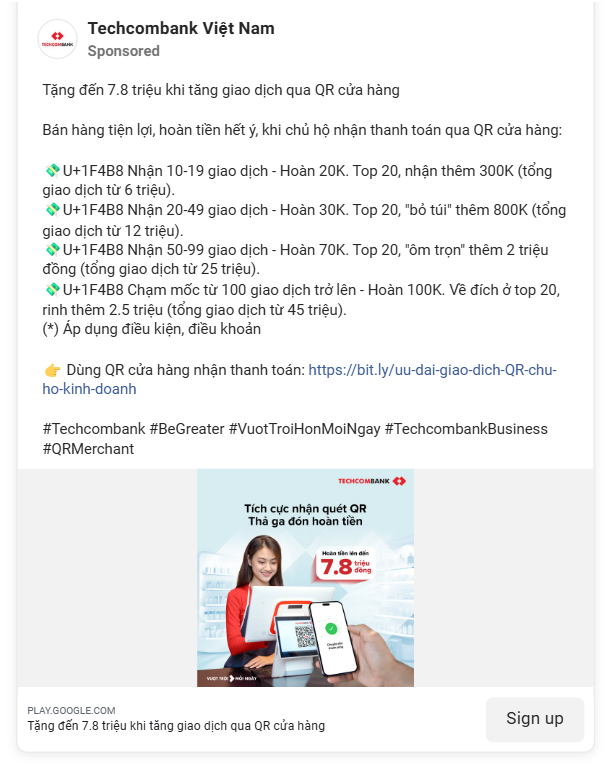 TECHCOMBANK
Techcombank Việt Nam
Sponsored
Tặng đến 7.8 triệu khi tăng giao dịch qua QR cửa hàng
Bán hàng tiện lợi, hoàn tiền hết ý, khi chủ hộ nhận thanh toán qua QR cửa hàng:
💸U+1F4B8 Nhận 10-19 giao dịch - Hoàn 20K. Top 20, nhận thêm 300K (tổng
giao dịch từ 6 triệu).
💸U+1F4B8 Nhận 20-49 giao dịch - Hoàn 30K. Top 20, "bỏ túi" thêm 800K (tổng
giao dịch từ 12 triệu).
💸U+1F4B8 Nhận 50-99 giao dịch - Hoàn 70K. Top 20, "ôm trọn" thêm 2 triệu
đồng (tổng giao dịch từ 25 triệu).
💸U+1F4B8 Chạm mốc từ 100 giao dịch trở lên - Hoàn 100K. Về đích ở top 20,
rinh thêm 2.5 triệu (tổng giao dịch từ 45 triệu).
(*) Áp dụng điều kiện, điều khoản
👉 Dùng QR cửa hàng nhận thanh toán: https://bit.ly/uu-dai-giao-dich-QR-chu-
ho-kinh-doanh
#Techcombank #BeGreater #VuotTroiHonMoiNgay #TechcombankBusiness
#QRMerchant
TECHCOMBANK
Tích cực nhận quét QR
Thả ga đón hoàn tiền
Hoàn tiền lên đến
7.8 triệu
đồng
VƯỢT TRỘI MỖI NGÀY
PLAY.GOOGLE.COM
Tặng đến 7.8 triệu khi tăng giao dịch qua QR cửa hàng
Sign up